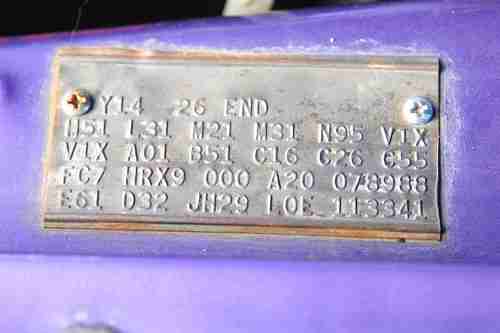 Y14 26 END
N51 L31 M21 M31 N95 V1X
V1X A01 B51 C16 C26 G55
FC7 HRX9 000 A20 078988
E61 D32 JH29 LOE 113341